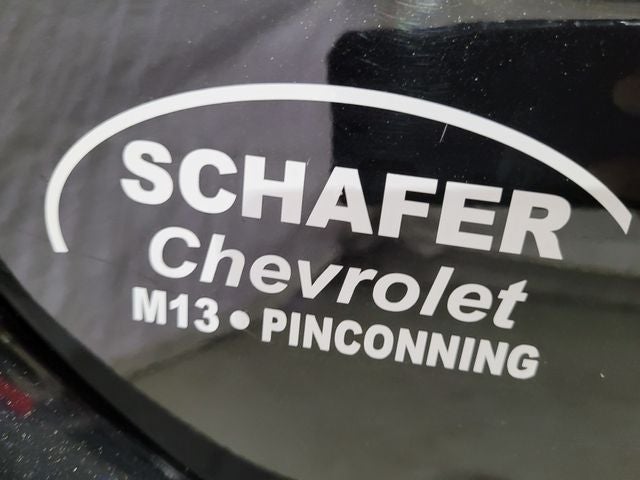 SCHAFER
Chevrolet
M13 • PINCONNING